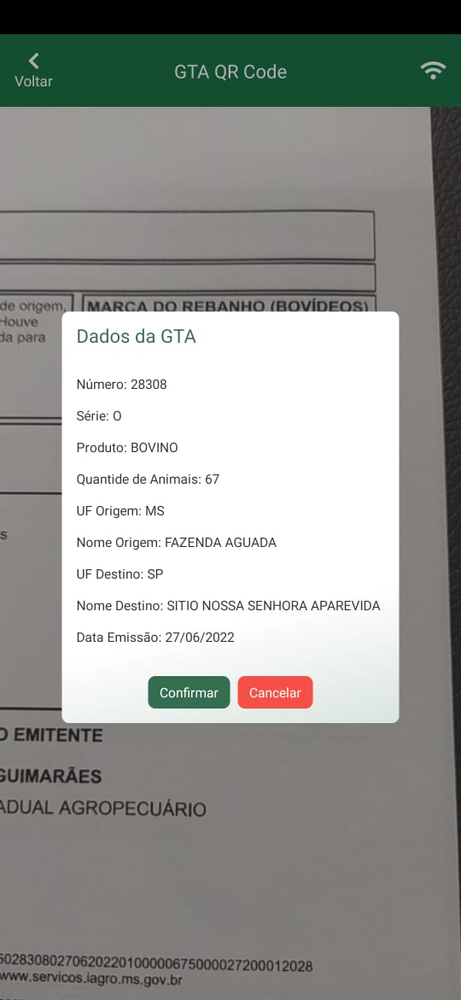 Voltar
GTA QR Code
de origem,
MARCA DO REBANHO (BOVÍDEOS)
Houve
da para
Dados da GTA
Número: 28308
Série: O
Produto: BOVINO
Quantide de Animais: 67
UF Origem: MS
Nome Origem: FAZENDA AGUADA
UF Destino: SP
Nome Destino: SITIO NOSSA SENHORA APAREVIDA
Data Emissão: 27/06/2022
Confirmar
Cancelar
s
O EMITENTE
GUIMARÃES
ADUAL AGROPECUÁRIO
www.servicos.iagro.ms.gov.br